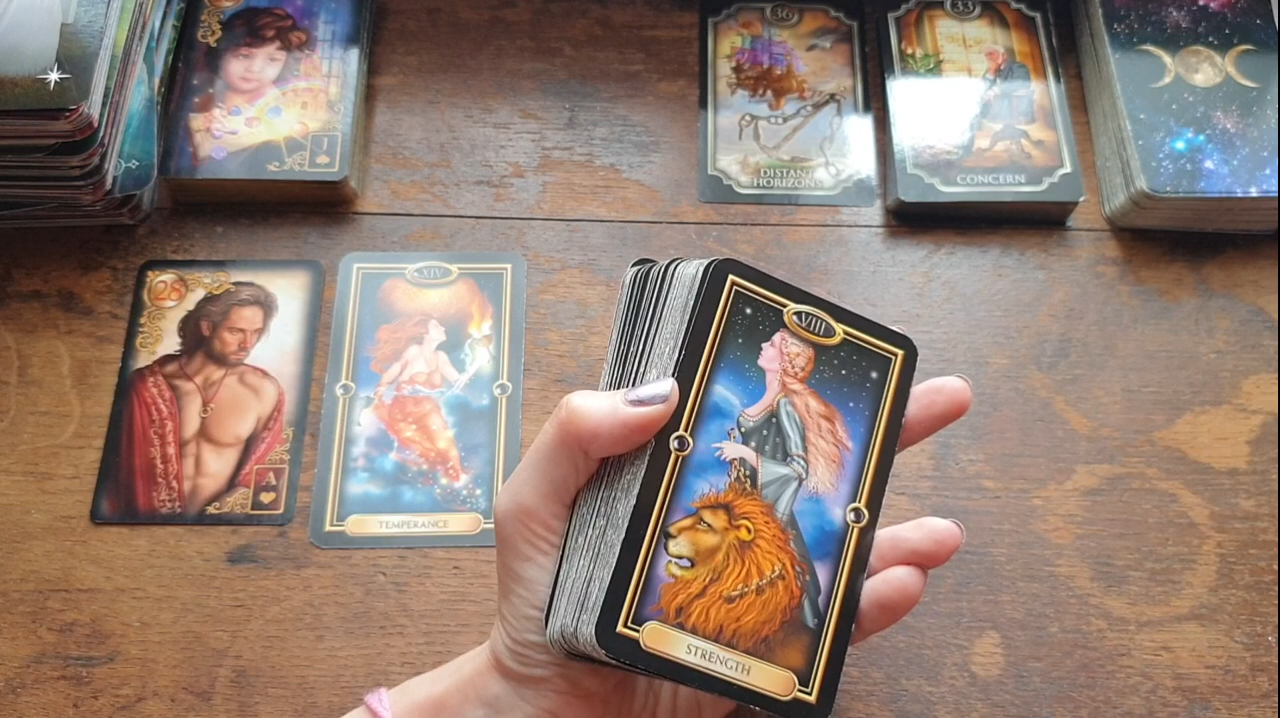 J
36
DISTANT
HORIZONS
33
CONCERN
28
A
XIV
TEMPERANCE
VIII
STRENGTH